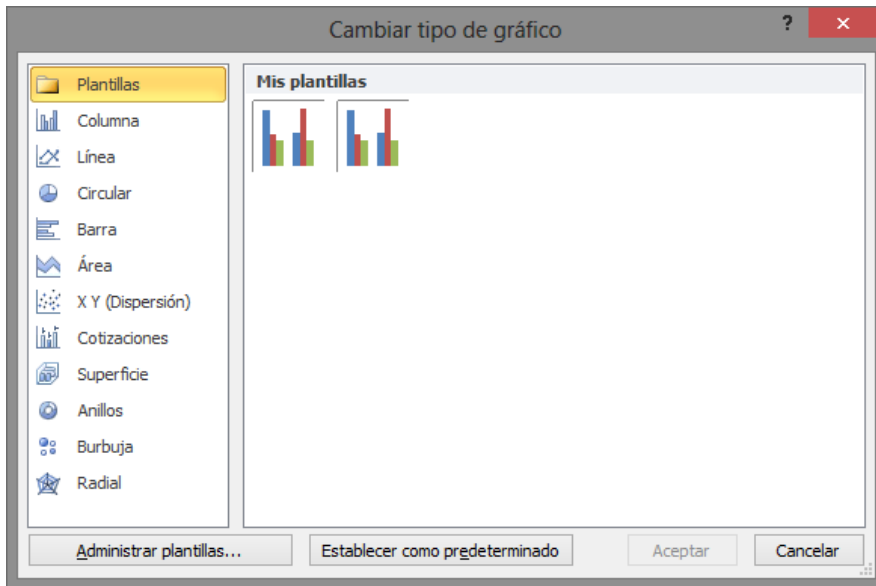 Cambiar tipo de gráfico
?
Plantillas
Columna
Línea
Circular
Barra
Área
X Y (Dispersión)
Cotizaciones
Superficie
Anillos
Burbuja
Radial
Mis plantillas
Administrar plantillas...
Establecer como predeterminado
Aceptar
Cancelar